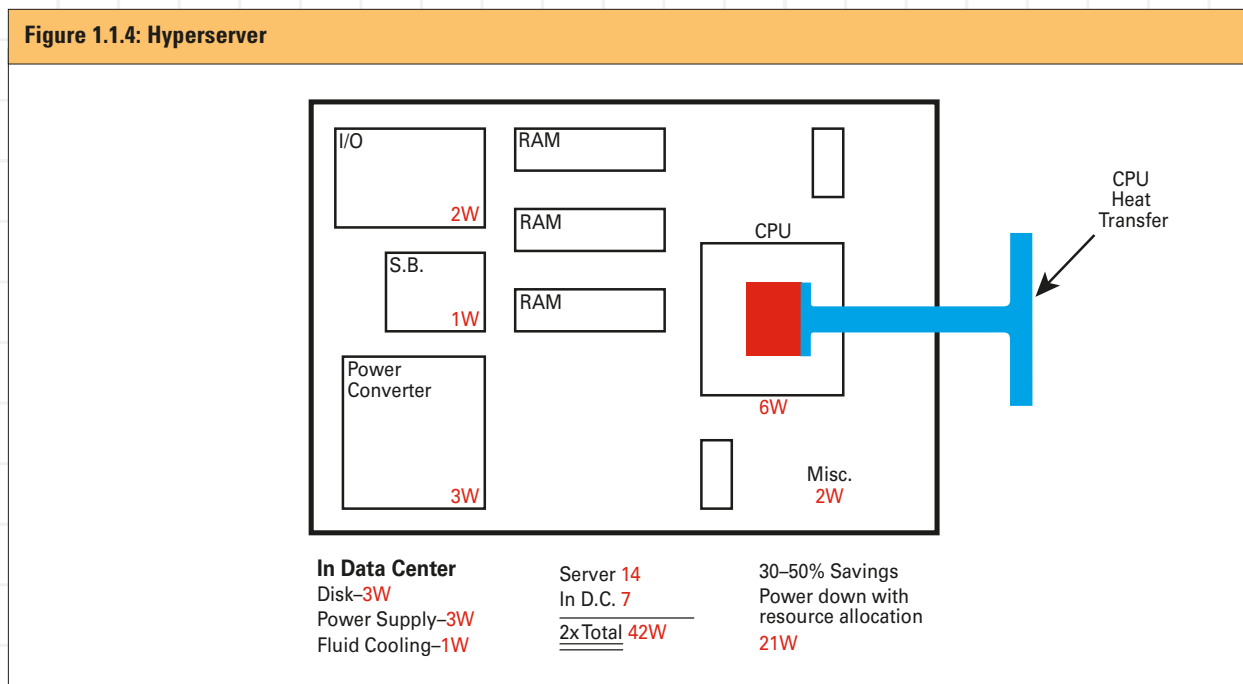 Figure 1.1.4: Hyperserver
I/O
2W
RAM
RAM
RAM
S.B.
1W
Power
Converter
3W
CPU
6W
Misc.
2W
CPU
Heat
Transfer
In Data Center
Disk–3W
Power Supply–3W
Fluid Cooling–1W
Server 14
In D.C. 7
2x Total 42W
30–50% Savings
Power down with
resource allocation
21W